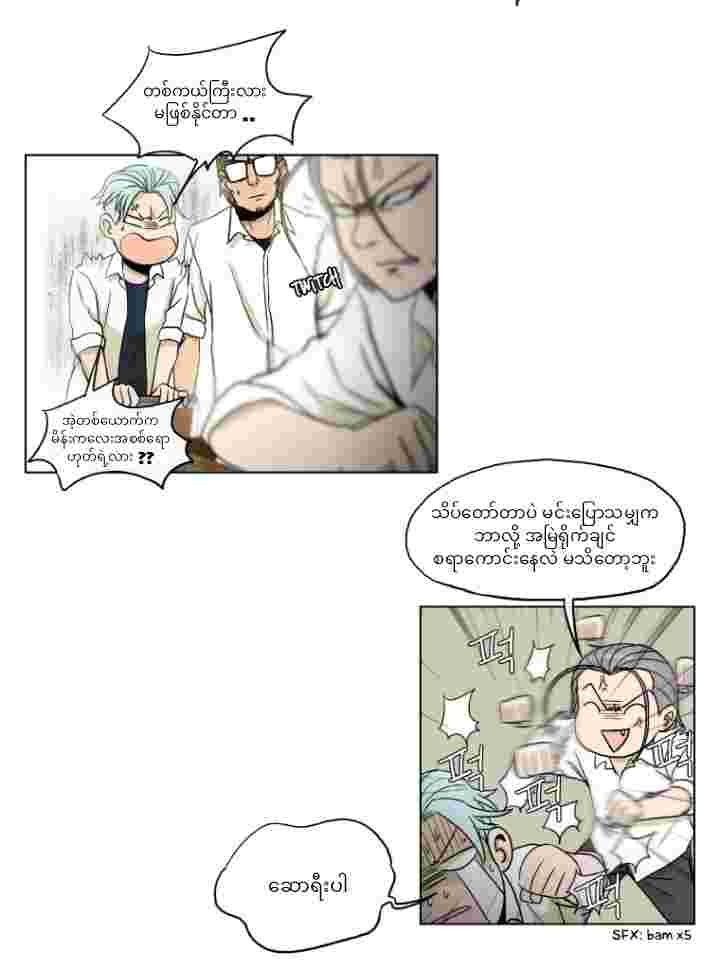 တစ်ကယ်ကြီးလား
မဖြစ်နိုင်တာ ..
TWITCH
အဲ့တစ်ယောက်က
မိန်းကလေးအစစ်ရော
ဟုတ်ရဲ့လား ??
သိပ်တော်တာပဲ မင်းပြောသမျှက
ဘာလို့ အမြဲရိုက်ချင်
စရာကောင်းနေလဲ မသိတော့ဘူး
퍽
퍽
퍽
퍽
퍽
ဆောရီးပါ
SFX: bam x5